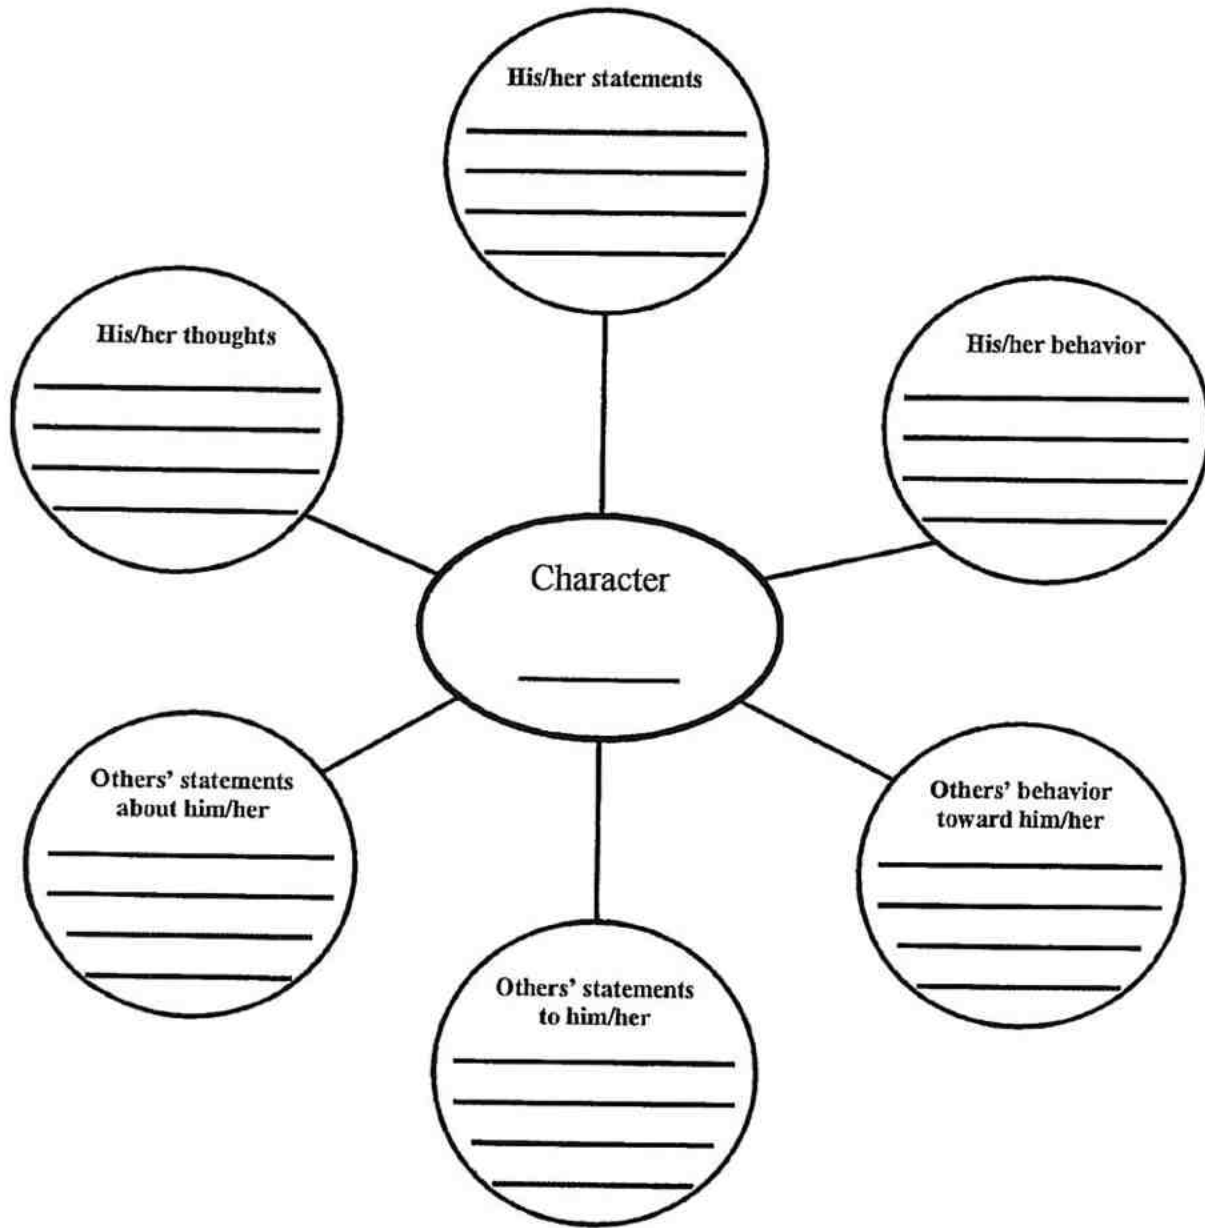 His/her statements
His/her thoughts
His/her behavior
Character
Others' statements
about him/her
Others' behavior
toward him/her
Others' statements
to him/her